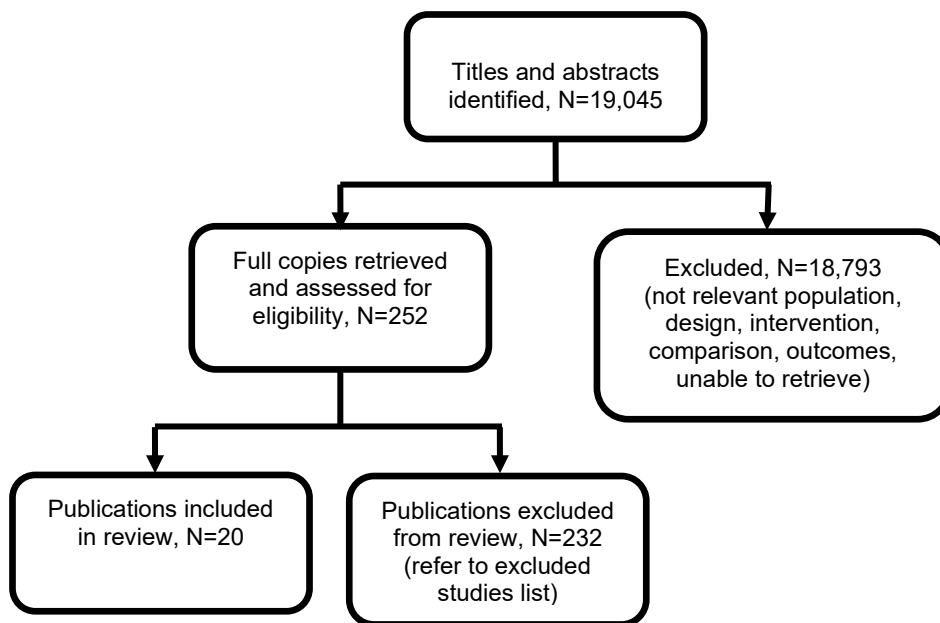 Titles and abstracts
identified, N=19,045
Full copies retrieved
and assessed for
eligibility, N=252
Excluded, N=18,793
(not relevant population,
design, intervention,
comparison, outcomes,
unable to retrieve)
Publications included
in review, N=20
Publications excluded
from review, N=232
(refer to excluded
studies list)